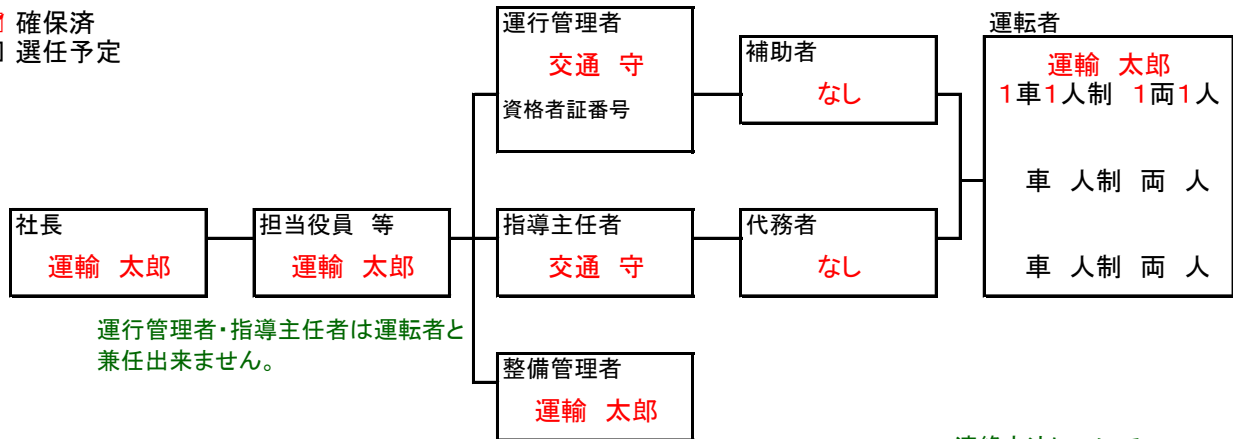 確保済
選任予定
運行管理者
交通 守
資格者証番号
補助者
なし
運転者
運輸 太郎
1車1人制 1両1人
車 人制 両 人
車 人制 両 人
社長
運輸 太郎
担当役員 等
運輸 太郎
指導主任者
交通 守
代務者
なし
運行管理者・指導主任者は運転者と
兼任出来ません。
整備管理者
運輸 太郎